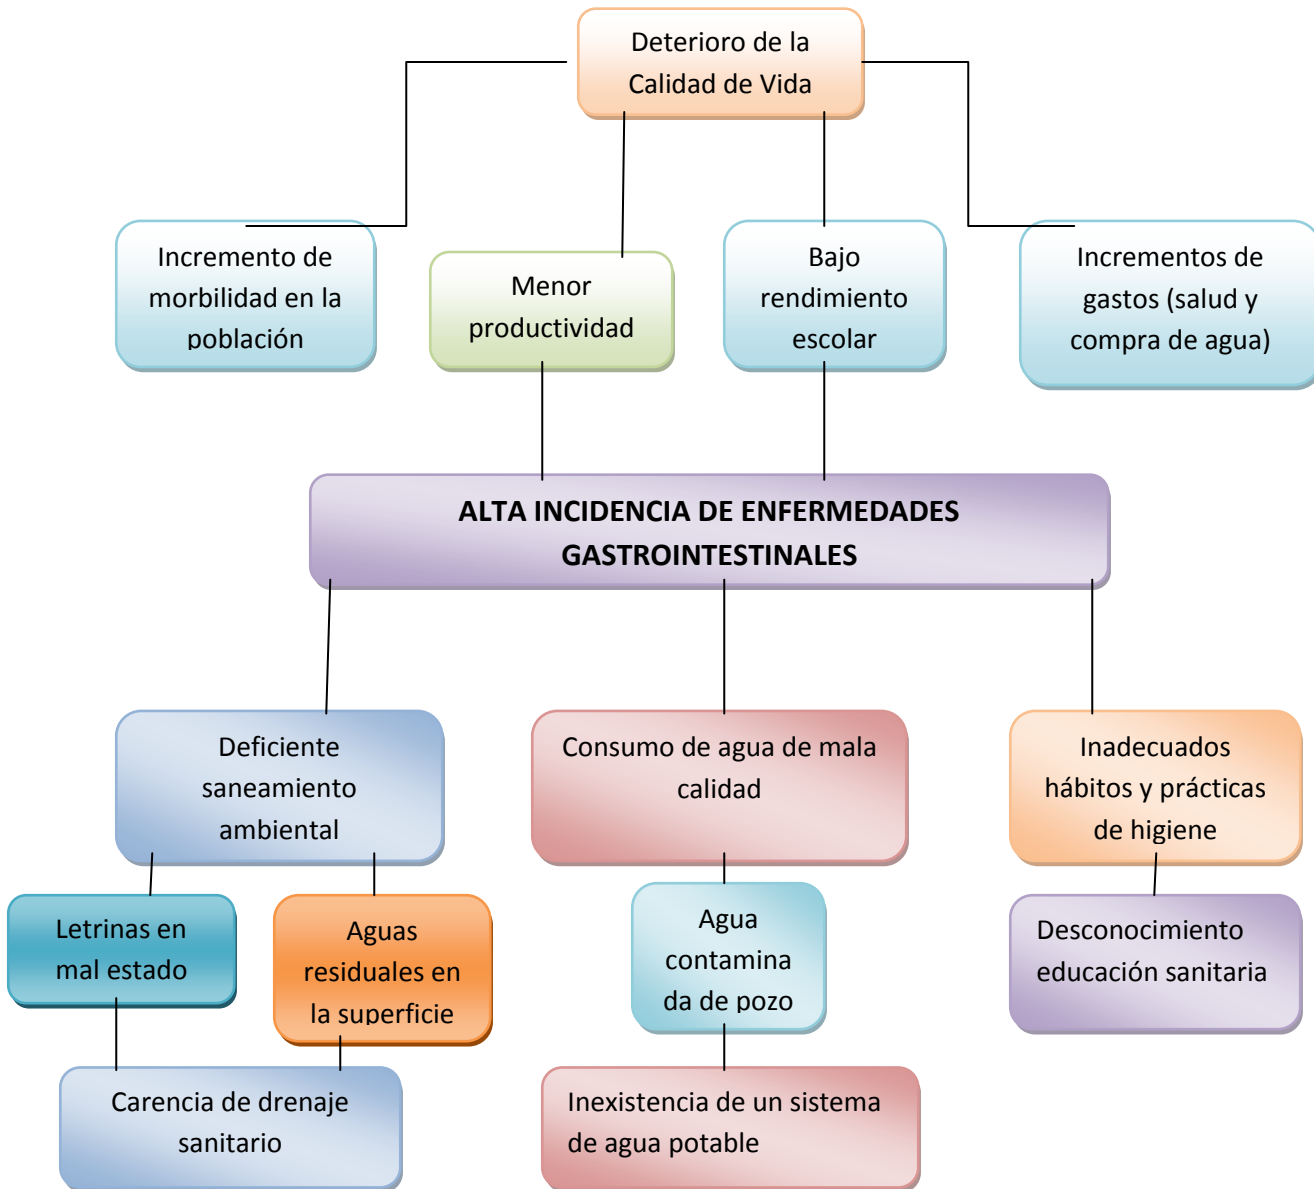 Deterioro de la
Calidad de Vida
Incremento de
morbilidad en la
población
Menor
productividad
Bajo
rendimiento
escolar
Incrementos de
gastos (salud y
compra de agua)
ALTA INCIDENCIA DE ENFERMEDADES
GASTROINTESTINALES
Deficiente
saneamiento
ambiental
Consumo de agua de mala
calidad
Inadecuados
hábitos y prácticas
de higiene
Letrinas en
mal estado
Aguas
residuales en
la superficie
Agua
contamina
da de pozo
Desconocimiento
educación sanitaria
Carencia de drenaje
sanitario
Inexistencia de un sistema
de agua potable